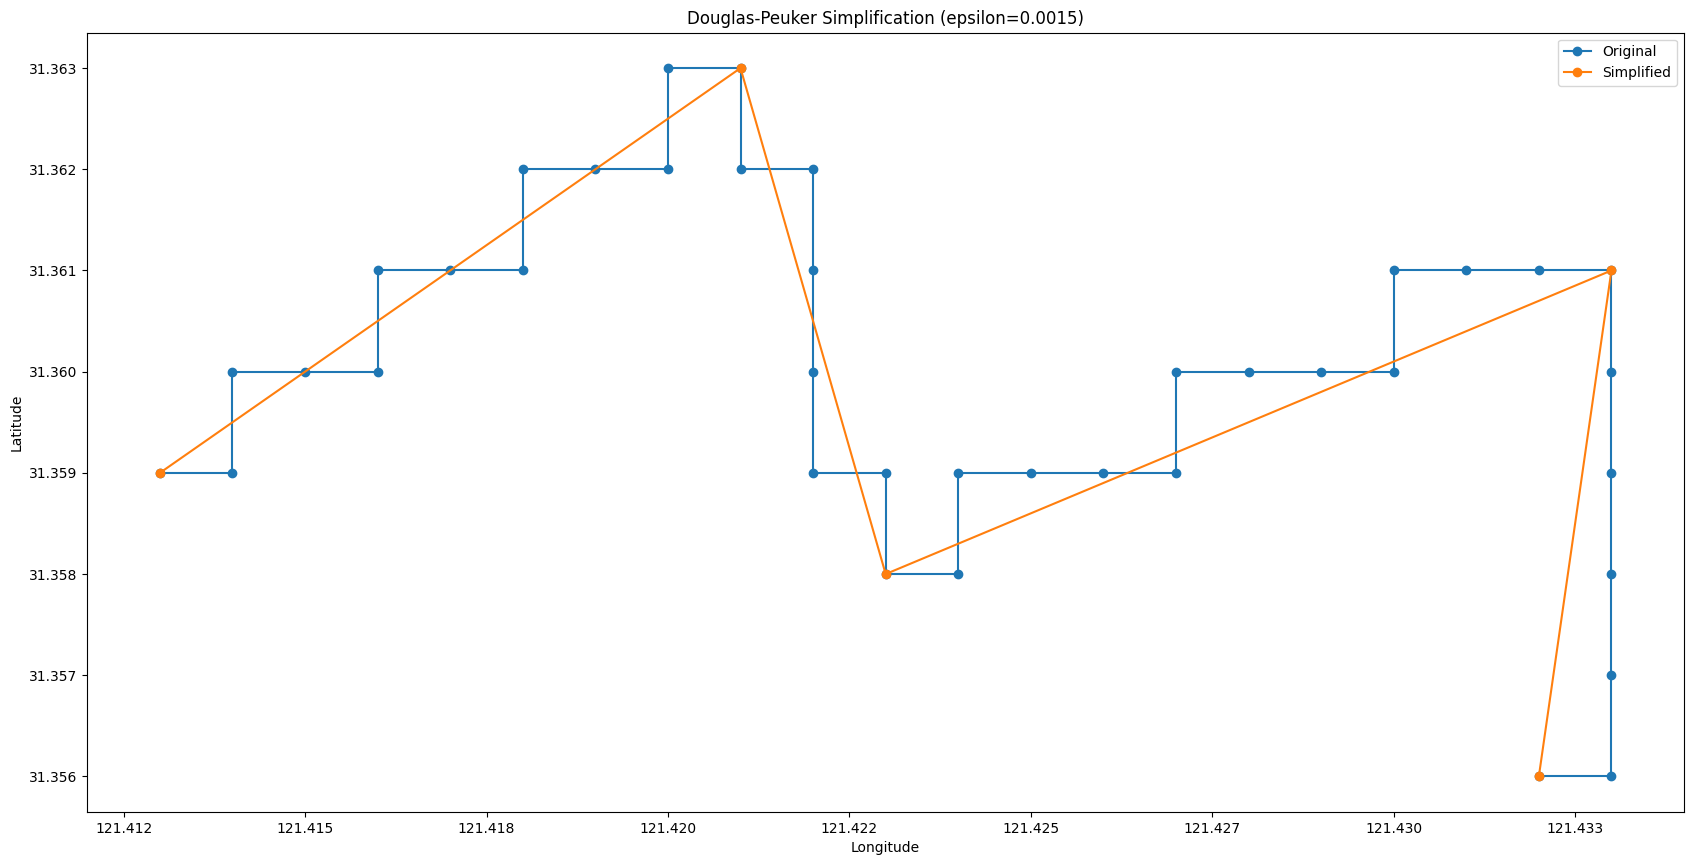 Douglas-Peuker Simplification (epsilon=0.0015)
Original
Simplified
31.363
31.362
31.361
31.360
31.359
31.358
31.357
31.356
Latitude
121.412 121.415 121.418 121.420 121.422 121.425 121.427 121.430 121.433
Longitude